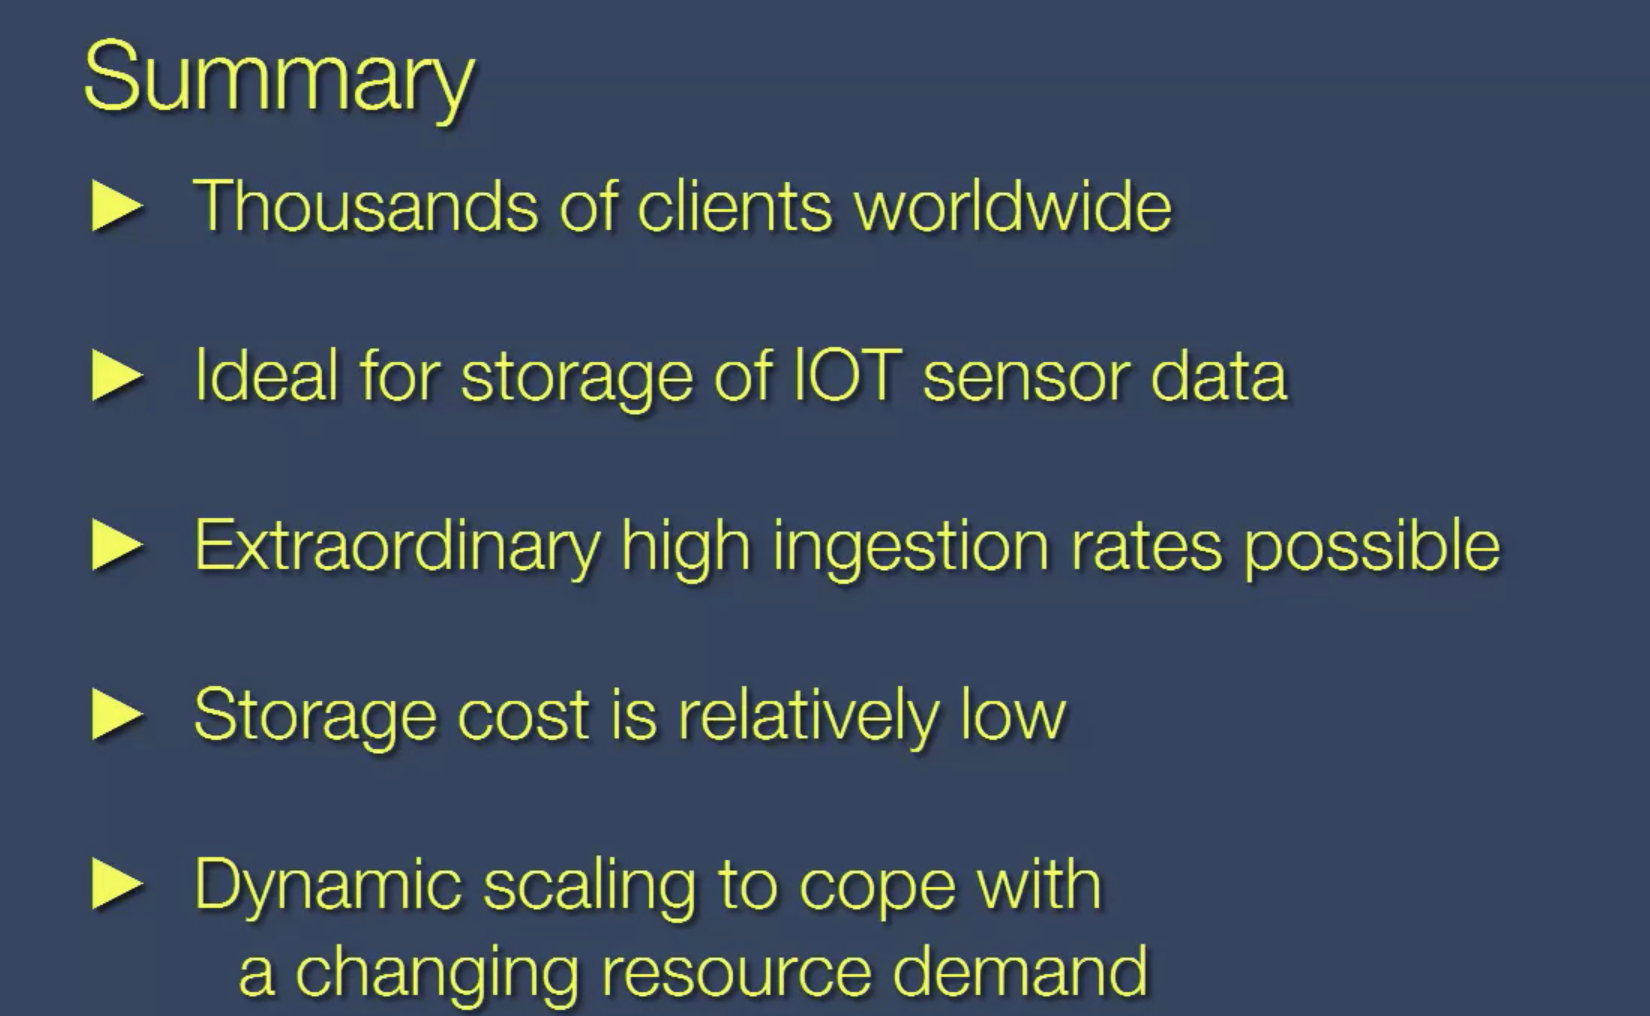 Summary
► Thousands of clients worldwide
► Ideal for storage of IOT sensor data
► Extraordinary high ingestion rates possible
► Storage cost is relatively low
► Dynamic scaling to cope with
a changing resource demand